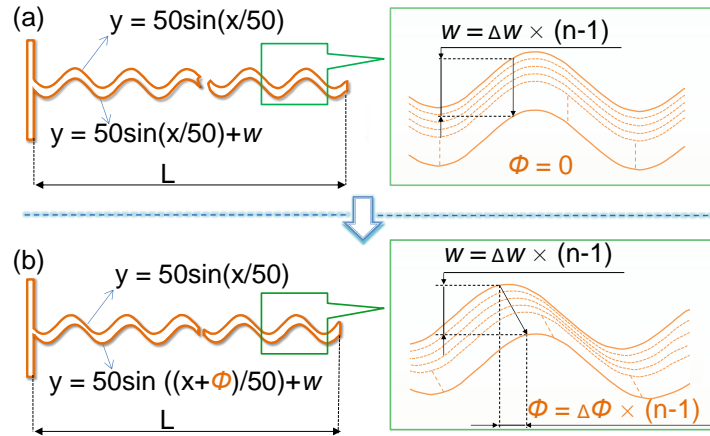 (a)
y = 50sin(x/50)
y = 50sin(x/50)+w
L
w = Δw × (n-1)
Φ = 0
(b)
y = 50sin(x/50)
y = 50sin ((x+Φ)/50)+w
L
w = Δw × (n-1)
Φ = ΔΦ × (n-1)